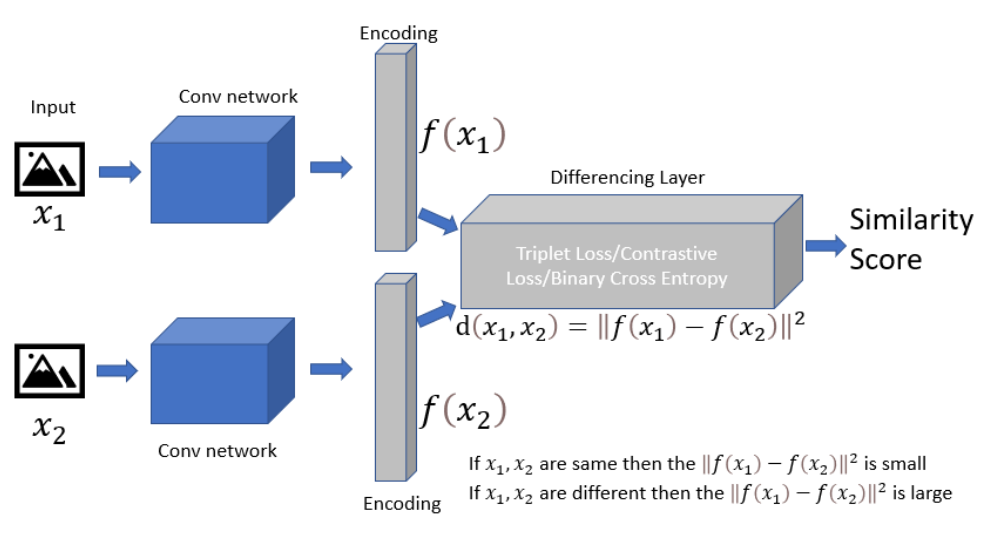 Encoding
Input
Conv network
f(x₁)
x₁
Differencing Layer
Similarity
Score
Triplet Loss/Contrastive
Loss/Binary Cross Entropy
d(x₁, x₂) = ‖f(x₁) − f(x₂)‖²
x₂
Conv network
f(x₂)
Encoding
If x₁, x₂ are same then the ‖f(x₁) − f(x₂)‖² is small
If x₁, x₂ are different then the ‖f(x₁) − f(x₂)‖² is large